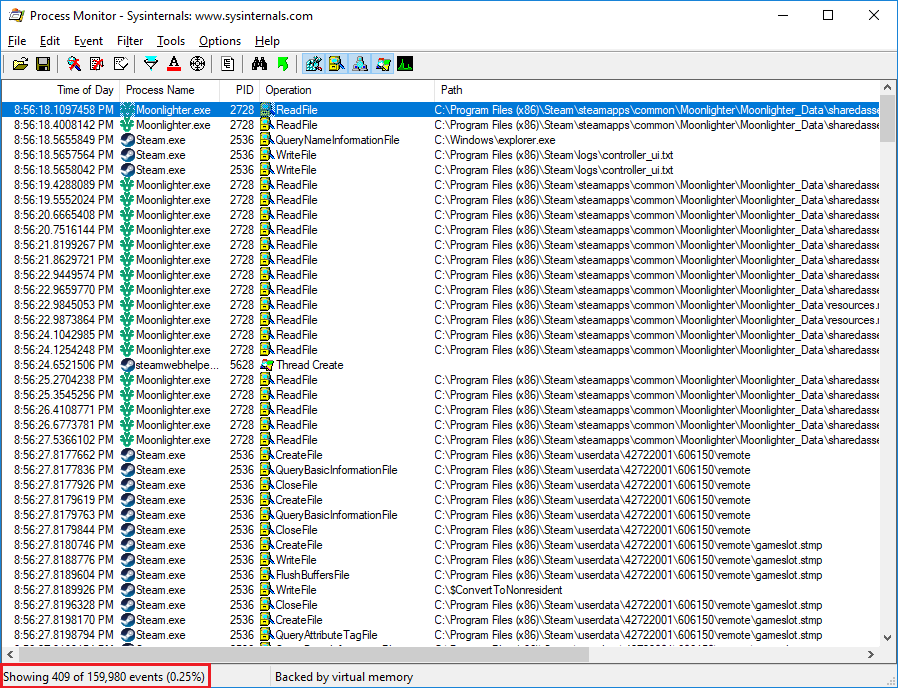 Process Monitor - Sysinternals: www.sysinternals.com
File Edit Event Filter Tools Options Help
Time of Day Process Name PID Operation Path
8:56:18.1097458 PM Moonlighter.exe 2728 ReadFile C:\Program Files (x86)\Steam\steamapps\common\Moonlighter\Moonlighter_Data\sharedasse
8:56:18.4008142 PM Moonlighter.exe 2728 ReadFile C:\Program Files (x86)\Steam\steamapps\common\Moonlighter\Moonlighter_Data\sharedasse
8:56:18.5655849 PM Steam.exe 2536 QueryNameInformationFile C:\Windows\explorer.exe
8:56:18.5657564 PM Steam.exe 2536 WriteFile C:\Program Files (x86)\Steam\logs\controller_ui.txt
8:56:18.5658042 PM Steam.exe 2536 WriteFile C:\Program Files (x86)\Steam\logs\controller_ui.txt
8:56:19.4288089 PM Moonlighter.exe 2728 ReadFile C:\Program Files (x86)\Steam\steamapps\common\Moonlighter\Moonlighter_Data\sharedasse
8:56:19.5552024 PM Moonlighter.exe 2728 ReadFile C:\Program Files (x86)\Steam\steamapps\common\Moonlighter\Moonlighter_Data\sharedasse
8:56:20.6665408 PM Moonlighter.exe 2728 ReadFile C:\Program Files (x86)\Steam\steamapps\common\Moonlighter\Moonlighter_Data\sharedasse
8:56:20.7516144 PM Moonlighter.exe 2728 ReadFile C:\Program Files (x86)\Steam\steamapps\common\Moonlighter\Moonlighter_Data\sharedasse
8:56:21.8199267 PM Moonlighter.exe 2728 ReadFile C:\Program Files (x86)\Steam\steamapps\common\Moonlighter\Moonlighter_Data\sharedasse
8:56:21.8629721 PM Moonlighter.exe 2728 ReadFile C:\Program Files (x86)\Steam\steamapps\common\Moonlighter\Moonlighter_Data\sharedasse
8:56:22.9449574 PM Moonlighter.exe 2728 ReadFile C:\Program Files (x86)\Steam\steamapps\common\Moonlighter\Moonlighter_Data\sharedasse
8:56:22.9659770 PM Moonlighter.exe 2728 ReadFile C:\Program Files (x86)\Steam\steamapps\common\Moonlighter\Moonlighter_Data\sharedasse
8:56:22.9845053 PM Moonlighter.exe 2728 ReadFile C:\Program Files (x86)\Steam\steamapps\common\Moonlighter\Moonlighter_Data\resources.r
8:56:22.9873864 PM Moonlighter.exe 2728 ReadFile C:\Program Files (x86)\Steam\steamapps\common\Moonlighter\Moonlighter_Data\resources.r
8:56:24.1042985 PM Moonlighter.exe 2728 ReadFile C:\Program Files (x86)\Steam\steamapps\common\Moonlighter\Moonlighter_Data\sharedasse
8:56:24.1254248 PM Moonlighter.exe 2728 ReadFile C:\Program Files (x86)\Steam\steamapps\common\Moonlighter\Moonlighter_Data\sharedasse
8:56:24.6521506 PM steamwebhelpe... 5628 Thread Create
8:56:25.2704238 PM Moonlighter.exe 2728 ReadFile C:\Program Files (x86)\Steam\steamapps\common\Moonlighter\Moonlighter_Data\sharedasse
8:56:25.3545256 PM Moonlighter.exe 2728 ReadFile C:\Program Files (x86)\Steam\steamapps\common\Moonlighter\Moonlighter_Data\sharedasse
8:56:26.4108771 PM Moonlighter.exe 2728 ReadFile C:\Program Files (x86)\Steam\steamapps\common\Moonlighter\Moonlighter_Data\sharedasse
8:56:26.6773781 PM Moonlighter.exe 2728 ReadFile C:\Program Files (x86)\Steam\steamapps\common\Moonlighter\Moonlighter_Data\sharedasse
8:56:27.5366102 PM Moonlighter.exe 2728 ReadFile C:\Program Files (x86)\Steam\steamapps\common\Moonlighter\Moonlighter_Data\sharedasse
8:56:27.8177662 PM Steam.exe 2536 CreateFile C:\Program Files (x86)\Steam\userdata\42722001\606150\remote
8:56:27.8177836 PM Steam.exe 2536 QueryBasicInformationFile C:\Program Files (x86)\Steam\userdata\42722001\606150\remote
8:56:27.8177926 PM Steam.exe 2536 CloseFile C:\Program Files (x86)\Steam\userdata\42722001\606150\remote
8:56:27.8179619 PM Steam.exe 2536 CreateFile C:\Program Files (x86)\Steam\userdata\42722001\606150\remote
8:56:27.8179763 PM Steam.exe 2536 QueryBasicInformationFile C:\Program Files (x86)\Steam\userdata\42722001\606150\remote
8:56:27.8179844 PM Steam.exe 2536 CloseFile C:\Program Files (x86)\Steam\userdata\42722001\606150\remote
8:56:27.8180746 PM Steam.exe 2536 CreateFile C:\Program Files (x86)\Steam\userdata\42722001\606150\remote\gameslot.stmp
8:56:27.8188776 PM Steam.exe 2536 WriteFile C:\Program Files (x86)\Steam\userdata\42722001\606150\remote\gameslot.stmp
8:56:27.8189604 PM Steam.exe 2536 FlushBuffersFile C:\Program Files (x86)\Steam\userdata\42722001\606150\remote\gameslot.stmp
8:56:27.8189926 PM Steam.exe 2536 WriteFile C:\$ConvertToNonresident
8:56:27.8196328 PM Steam.exe 2536 CloseFile C:\Program Files (x86)\Steam\userdata\42722001\606150\remote\gameslot.stmp
8:56:27.8198170 PM Steam.exe 2536 CreateFile C:\Program Files (x86)\Steam\userdata\42722001\606150\remote\gameslot.stmp
8:56:27.8198794 PM Steam.exe 2536 QueryAttributeTagFile C:\Program Files (x86)\Steam\userdata\42722001\606150\remote\gameslot.stmp
Showing 409 of 159,980 events (0.25%) Backed by virtual memory